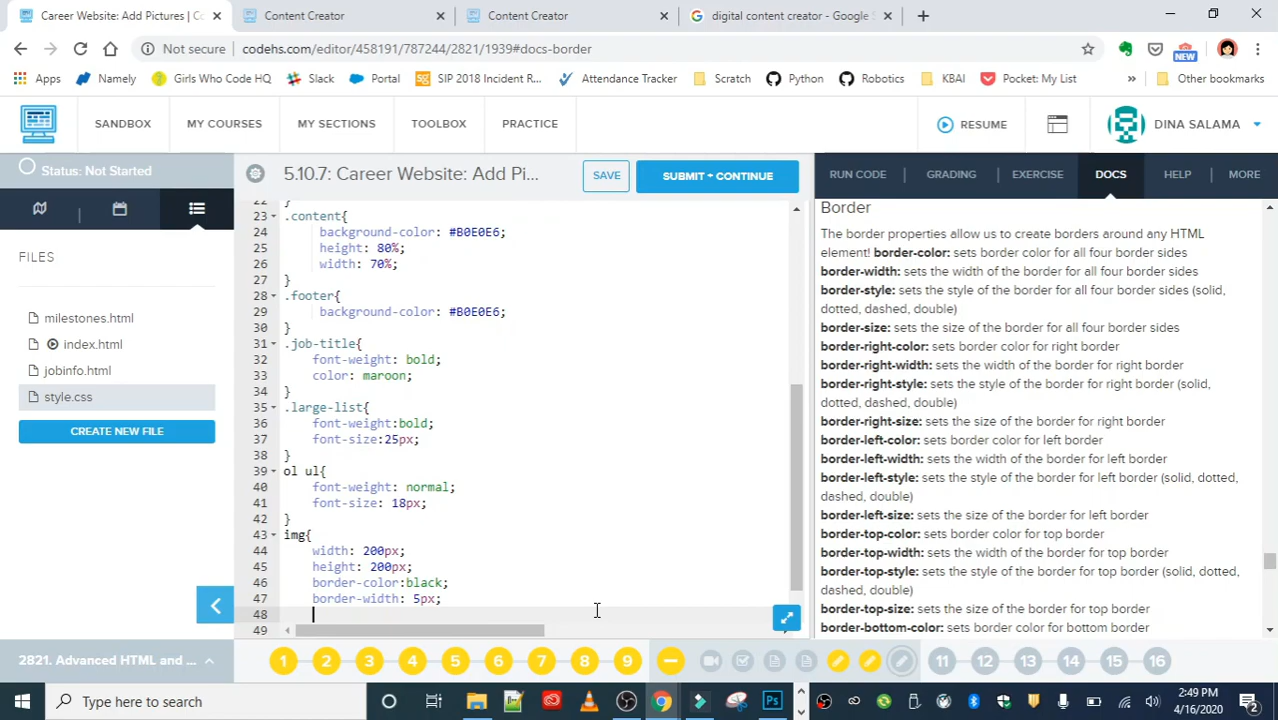 Career Website: Add Pictures | Co
Content Creator
Content Creator
digital content creator - Google S
Not secure | codehs.com/editor/458191/787244/2821/1939#docs-border
NEW
Apps
Namely
Girls Who Code HQ
Slack
Portal
SIP 2018 Incident R...
Attendance Tracker
Scratch
Python
Robotics
KBAI
Pocket: My List
»
Other bookmarks
SANDBOX
MY COURSES
MY SECTIONS
TOOLBOX
PRACTICE
RESUME
DINA SALAMA
Status: Not Started
5.10.7: Career Website: Add Pi...
SAVE
SUBMIT + CONTINUE
RUN CODE
GRADING
EXERCISE
DOCS
HELP
MORE
FILES
milestones.html
index.html
jobinfo.html
style.css
CREATE NEW FILE
22 }
23 .content{
24 background-color: #B0E0E6;
25 height: 80%;
26 width: 70%;
27 }
28 .footer{
29 background-color: #B0E0E6;
30 }
31 .job-title{
32 font-weight: bold;
33 color: maroon;
34 }
35 .large-list{
36 font-weight:bold;
37 font-size:25px;
38 }
39 ol ul{
40 font-weight: normal;
41 font-size: 18px;
42 }
43 img{
44 width: 200px;
45 height: 200px;
46 border-color:black;
47 border-width: 5px;
48
49
Border
The border properties allow us to create borders around any HTML
element! border-color: sets border color for all four border sides
border-width: sets the width of the border for all four border sides
border-style: sets the style of the border for all four border sides (solid,
dotted, dashed, double)
border-size: sets the size of the border for all four border sides
border-right-color: sets border color for right border
border-right-width: sets the width of the border for right border
border-right-style: sets the style of the border for right border (solid,
dotted, dashed, double)
border-right-size: sets the size of the border for right border
border-left-color: sets border color for left border
border-left-width: sets the width of the border for left border
border-left-style: sets the style of the border for left border (solid, dotted,
dashed, double)
border-left-size: sets the size of the border for left border
border-top-color: sets border color for top border
border-top-width: sets the width of the border for top border
border-top-style: sets the style of the border for top border (solid, dotted,
dashed, double)
border-top-size: sets the size of the border for top border
border-bottom-color: sets border color for bottom border
2821. Advanced HTML and ...
1 2 3 4 5 6 7 8 9 11 12 13 14 15 16
Type here to search
Ps
2:49 PM
4/16/2020
2